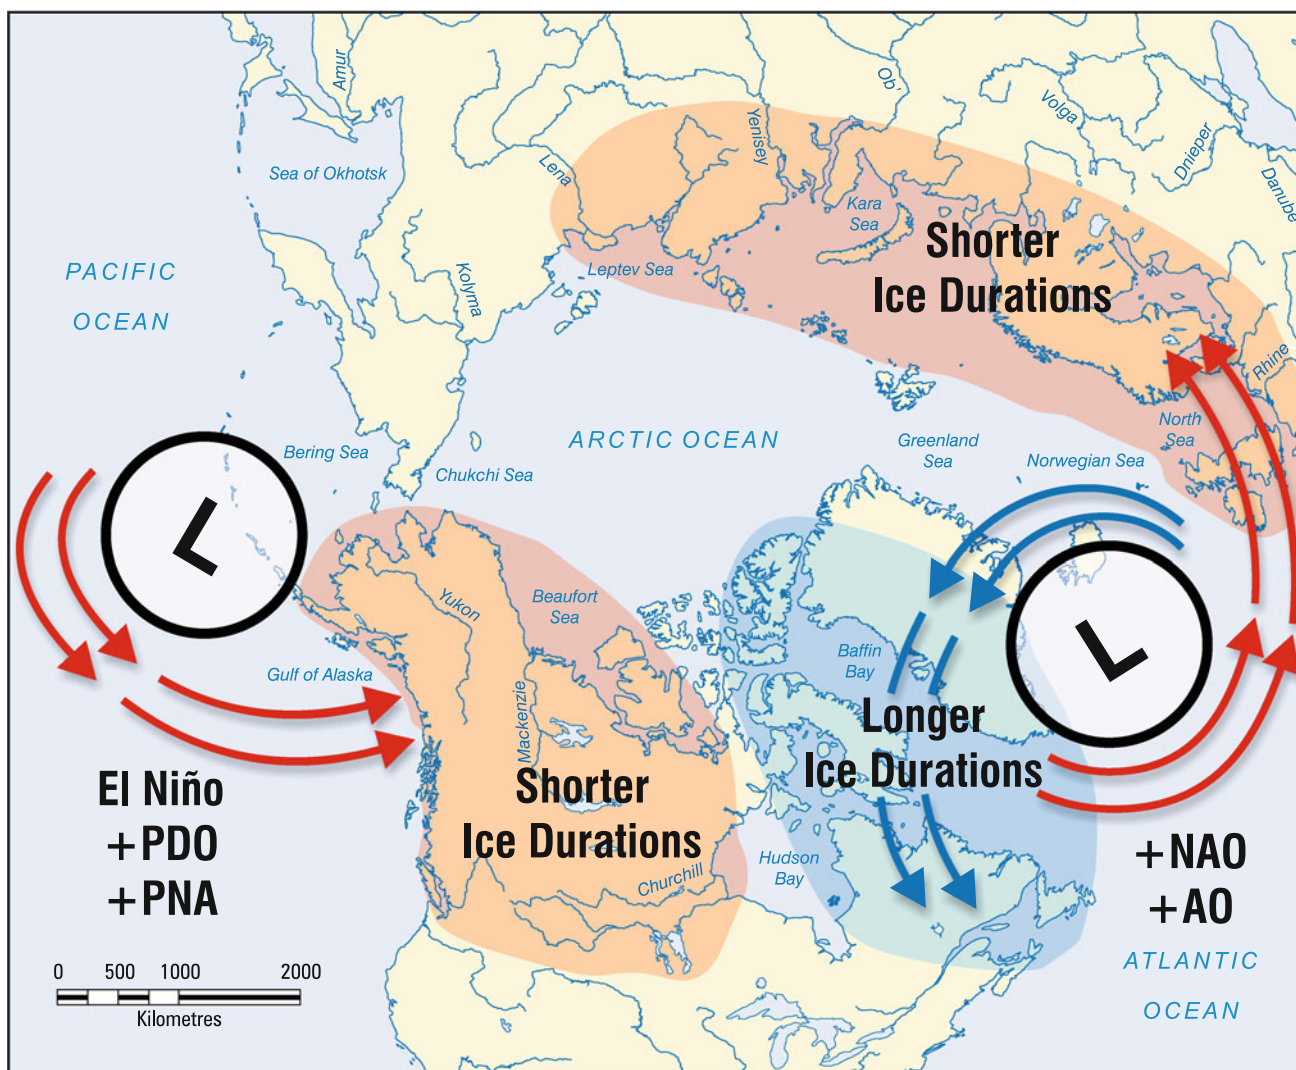 Amur
Ob'
Volga
Yenisey
Dnieper
Lena
Sea of Okhotsk
Danube
Kara
Sea
Shorter
Ice Durations
PACIFIC
OCEAN
Leptev Sea
Kolyma
Rhine
North
Sea
ARCTIC OCEAN
Greenland
Sea
Norwegian Sea
Bering Sea
Chukchi Sea
L
Yukon
Beaufort
Sea
Baffin
Bay
L
Gulf of Alaska
Mackenzie
Longer
Ice Durations
El Niño
+PDO
+PNA
Shorter
Ice Durations
Churchill
Hudson
Bay
+NAO
+AO
ATLANTIC
OCEAN
0 500 1000 2000
Kilometres